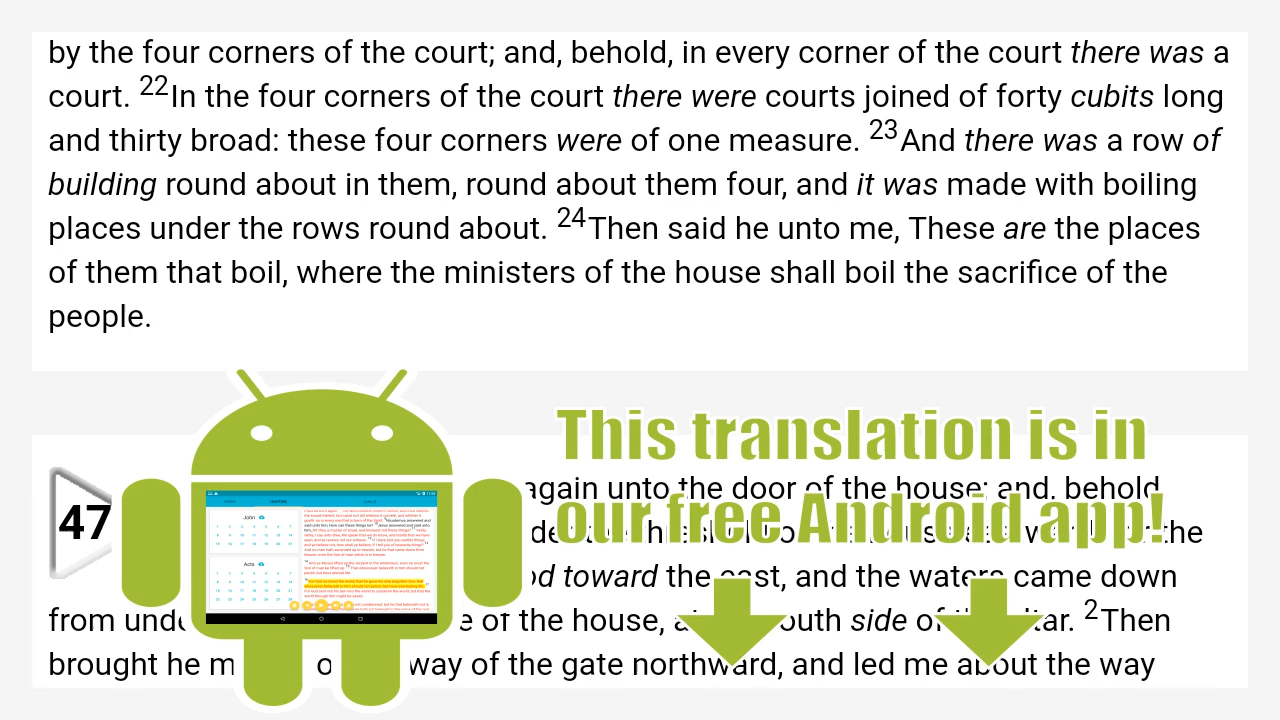 by the four corners of the court; and, behold, in every corner of the court there was a
court. 22In the four corners of the court there were courts joined of forty cubits long
and thirty broad: these four corners were of one measure. 23And there was a row of
building round about in them, round about them four, and it was made with boiling
places under the rows round about. 24Then said he unto me, These are the places
of them that boil, where the ministers of the house shall boil the sacrifice of the
people.
This translation is in
our free Android app!
47
again unto the door of the house; and, behold,
toward the and the waters came down
from of the house, side of 2Then
brought he way of the gate northward, and led me about the way
John
Acts